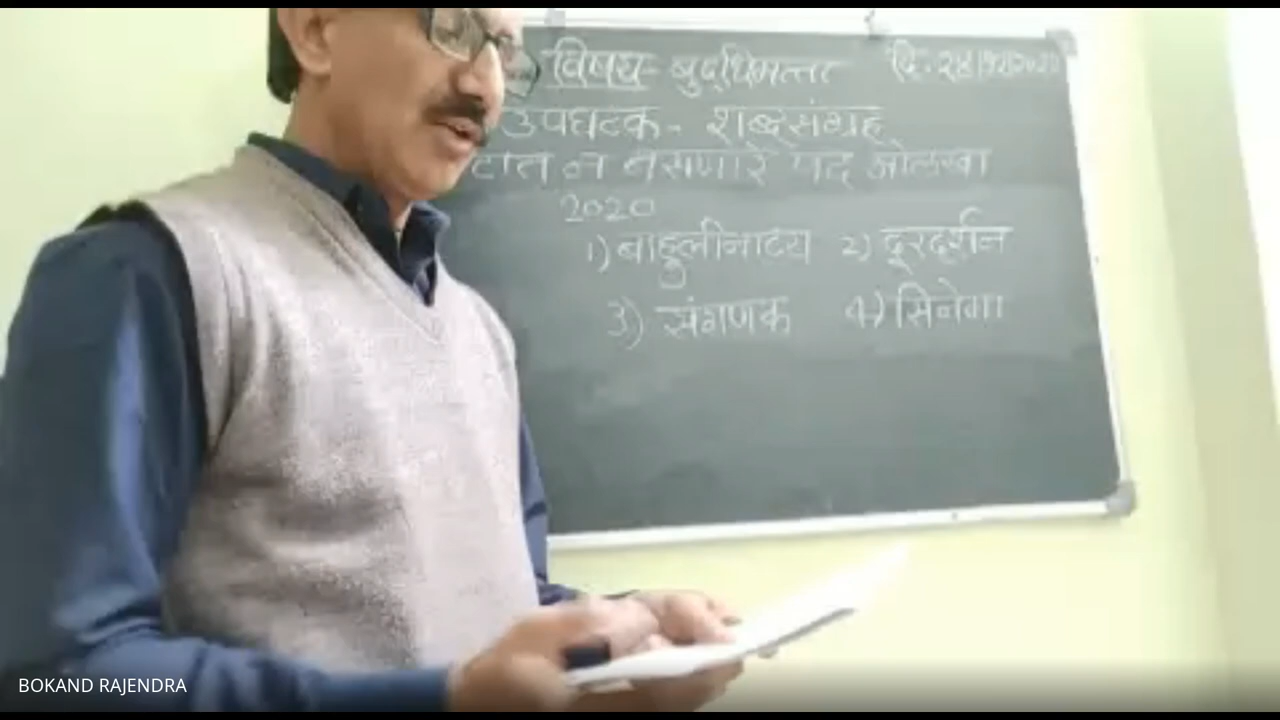 विषय- बुद्धिमत्ता
उपघटक- शब्दसंग्रह
न बसणारे पद ओळखा
2020
1) बाहुलीनाट्य 2) दूरदर्शन
3) संगणक 4) सिनेमा
BOKAND RAJENDRA